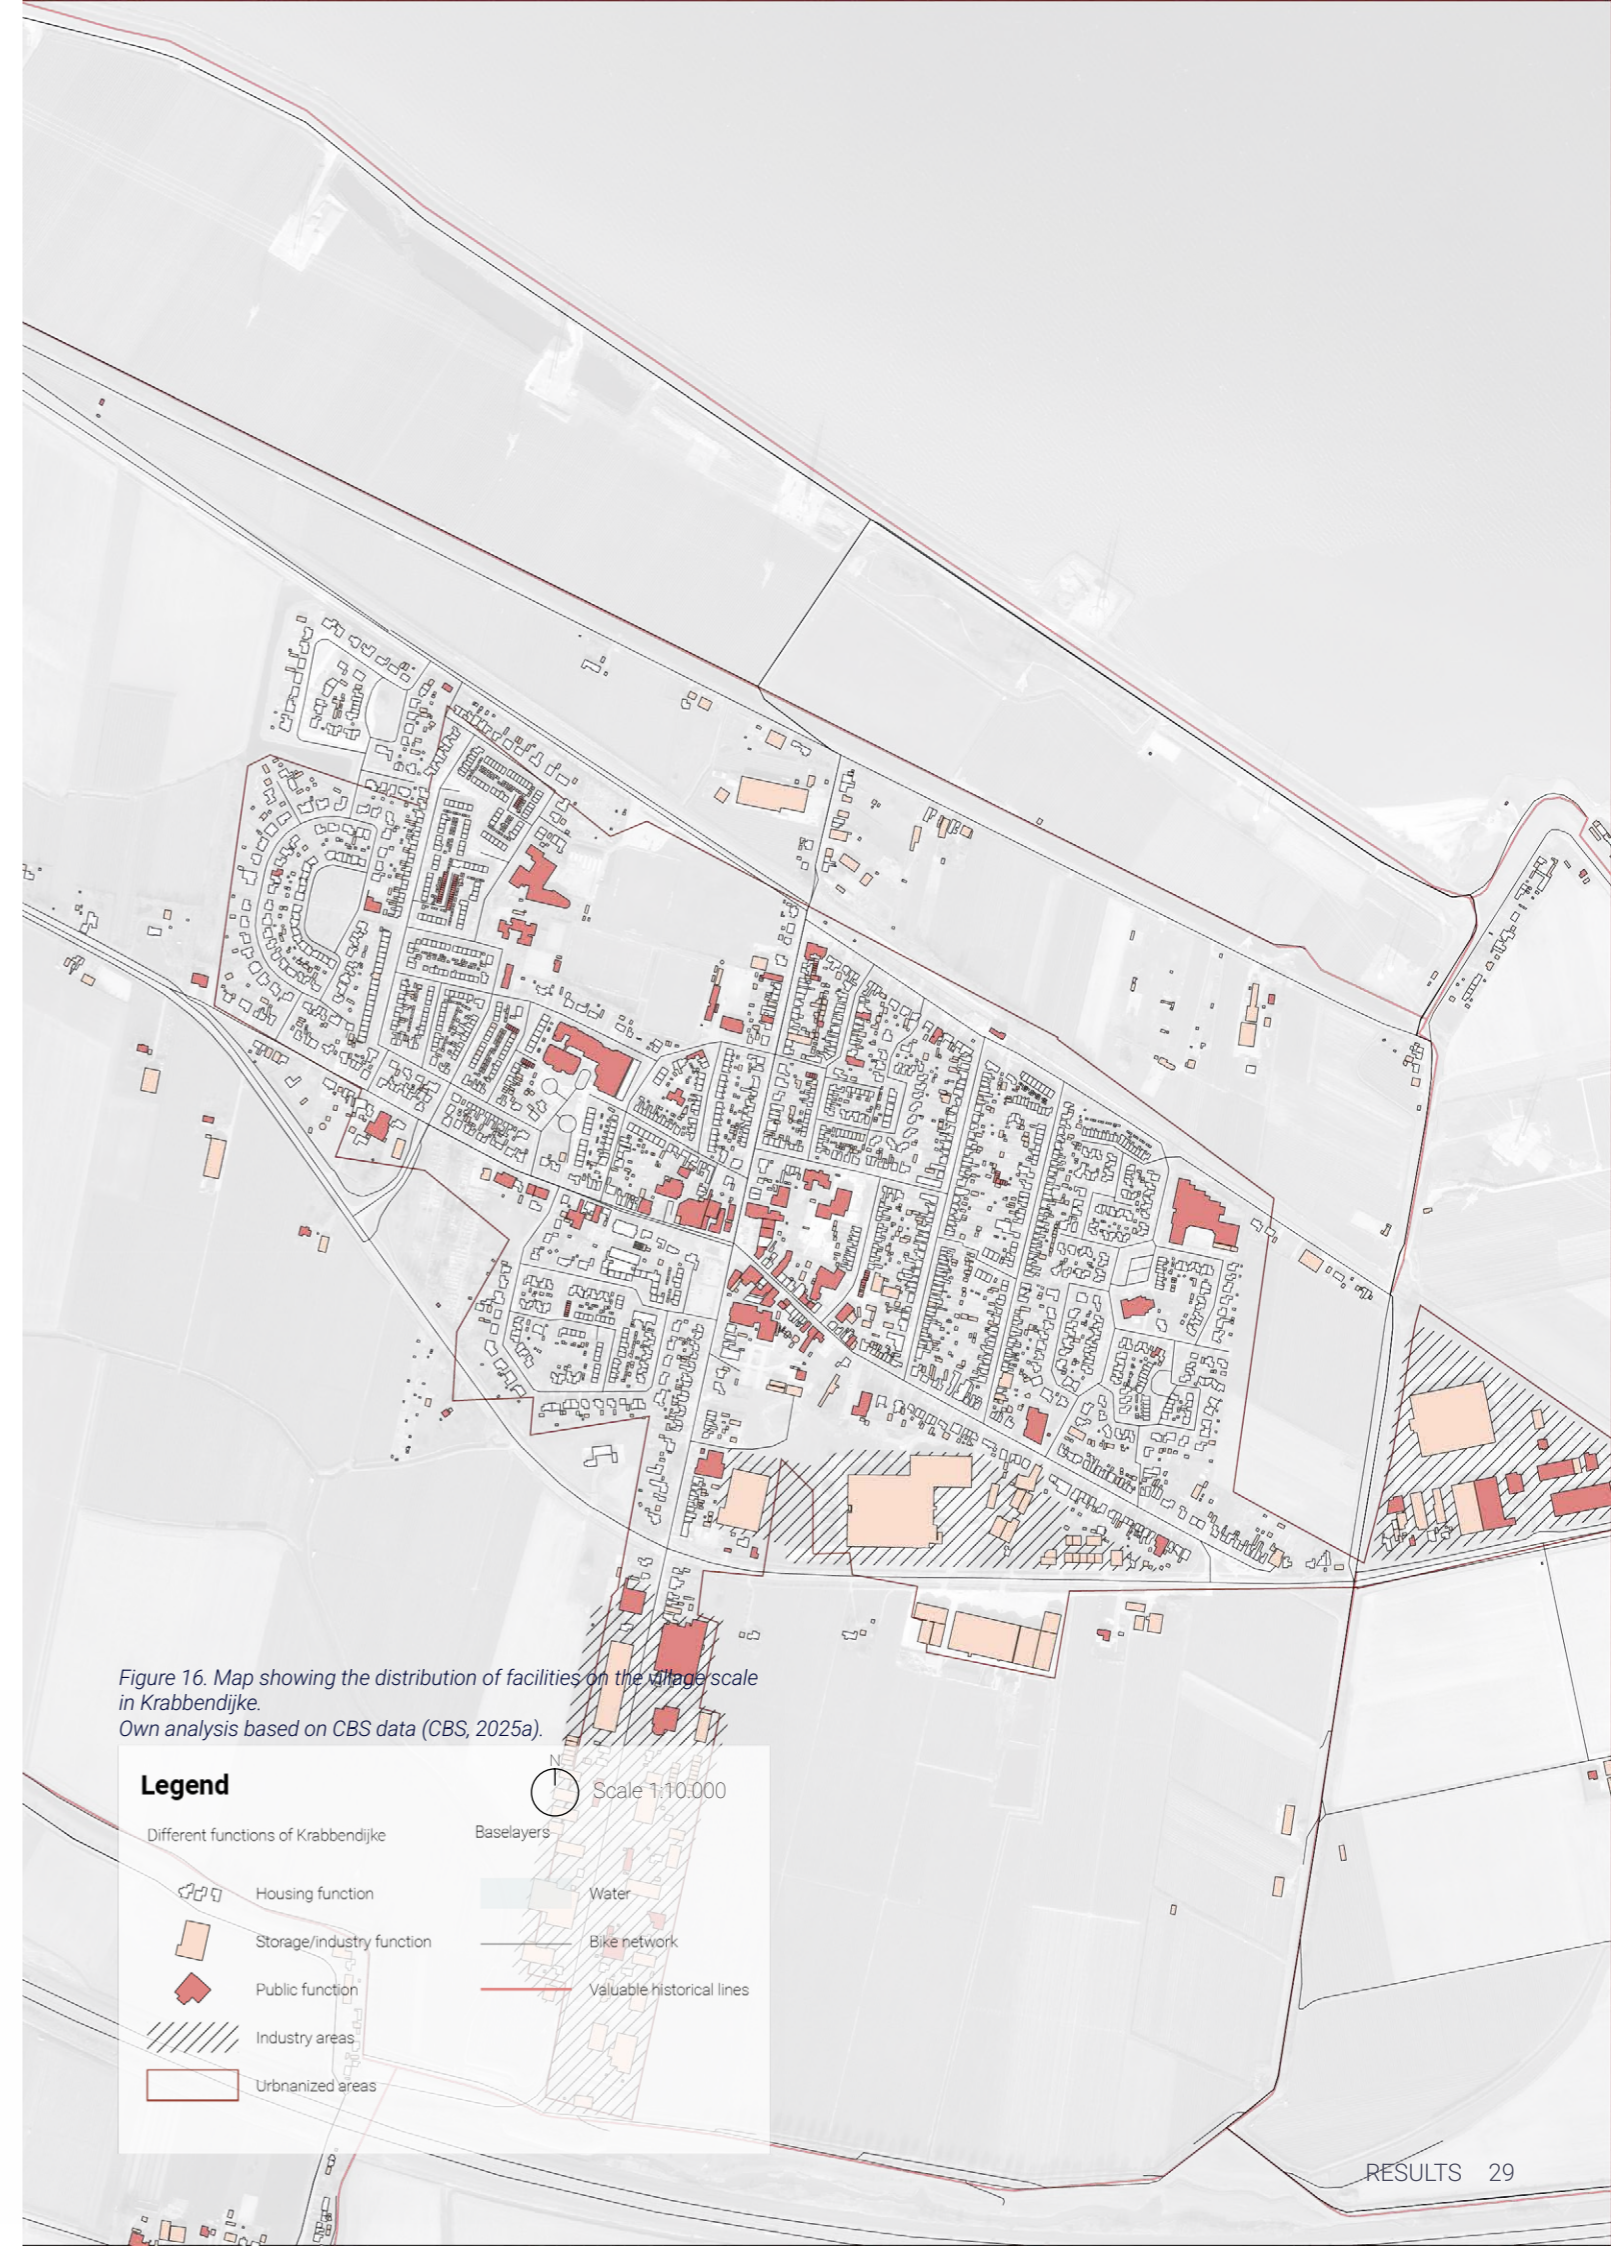 Figure 16. Map showing the distribution of facilities on the village scale
in Krabbendijke.
Own analysis based on CBS data (CBS, 2025a).
Legend
N
Scale 1:10.000
Different functions of Krabbendijke
Housing function
Storage/industry function
Public function
Industry areas
Urbnanized areas
Baselayers
Water
Bike network
Valuable historical lines
RESULTS 29